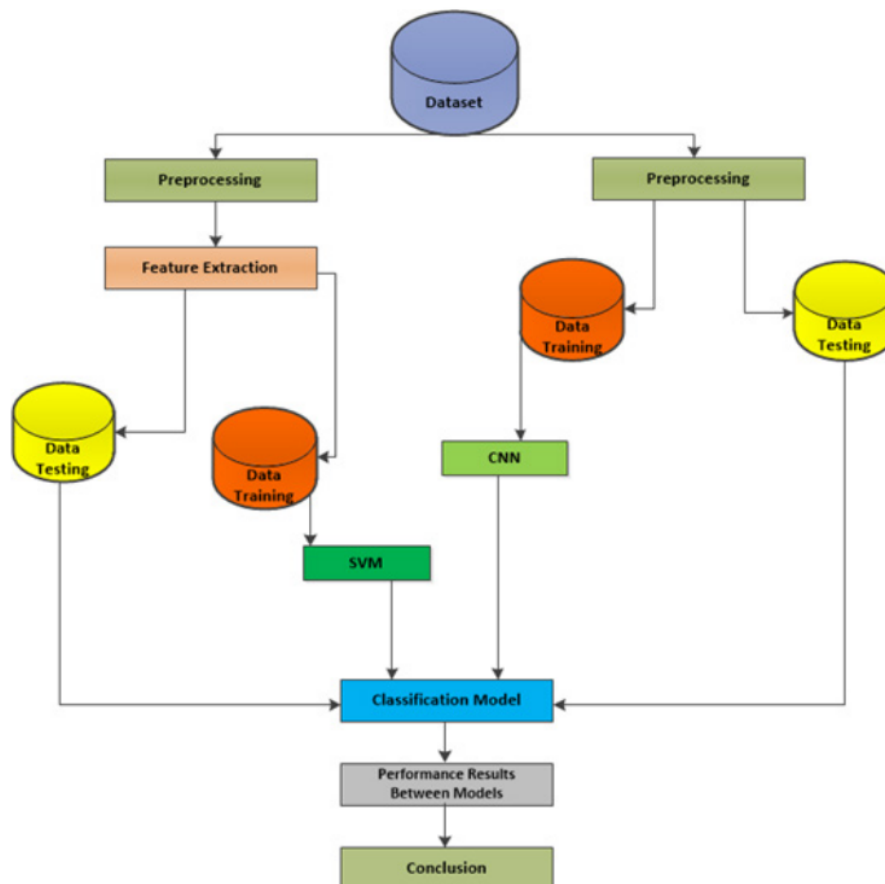 Dataset
Preprocessing
Preprocessing
Feature Extraction
Data
Training
Data
Testing
Data
Testing
Data
Training
CNN
SVM
Classification Model
Performance Results
Between Models
Conclusion